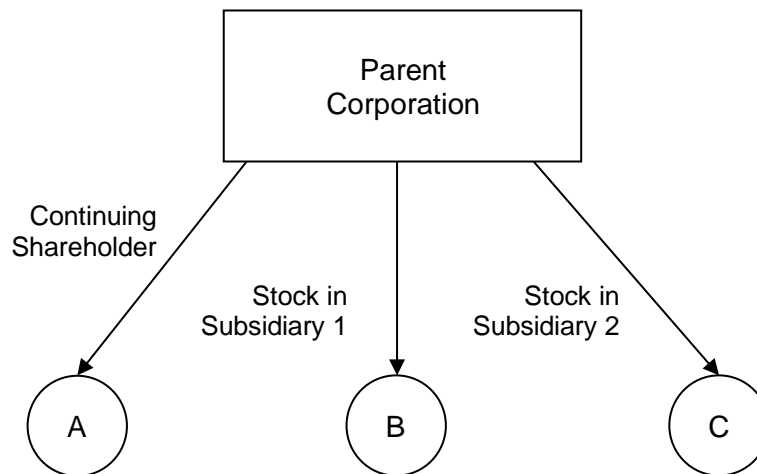 Parent
Corporation
Continuing
Shareholder
Stock in
Subsidiary 1
Stock in
Subsidiary 2
A
B
C